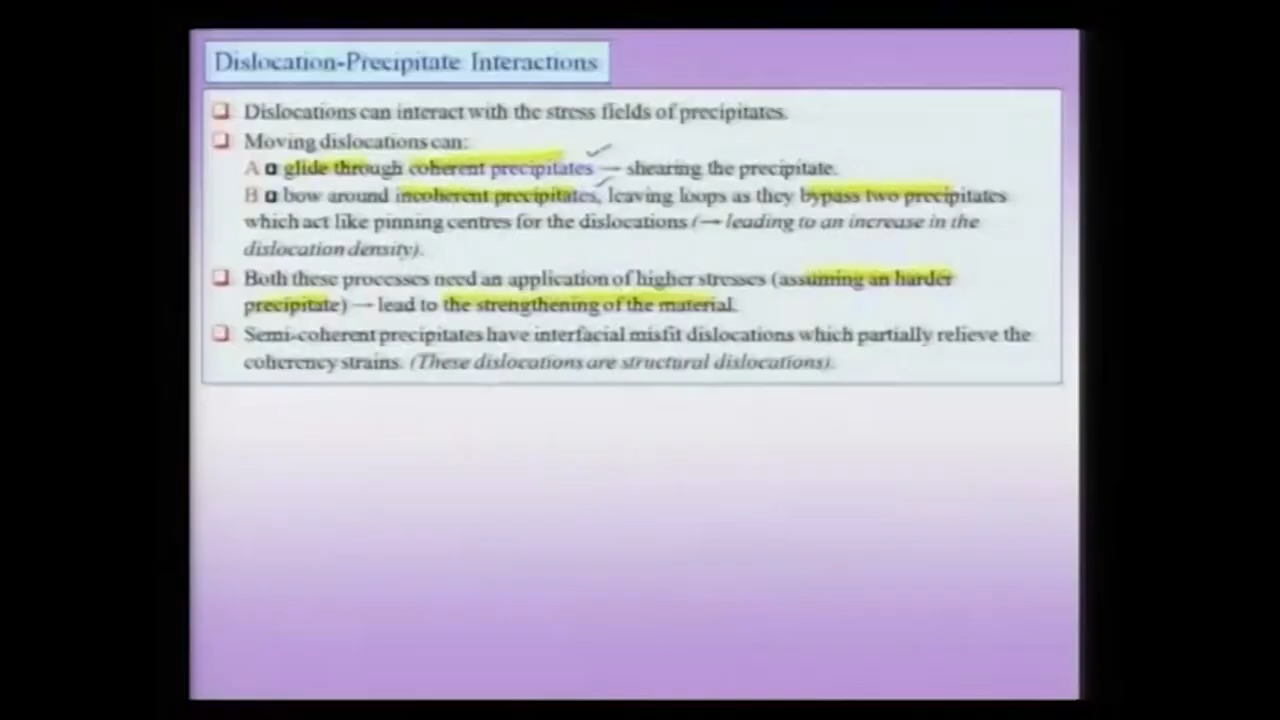 Dislocation-Precipitate Interactions
❑ Dislocations can interact with the stress fields of precipitates.
❑ Moving dislocations can:
A glide through coherent precipitates → shearing the precipitate.
B bow around incoherent precipitates, leaving loops as they bypass two precipitates
which act like pinning centres for the dislocations (→ leading to an increase in the
dislocation density).
❑ Both these processes need an application of higher stresses (assuming an harder
precipitate) → lead to the strengthening of the material.
❑ Semi-coherent precipitates have interfacial misfit dislocations which partially relieve the
coherency strains. (These dislocations are structural dislocations).